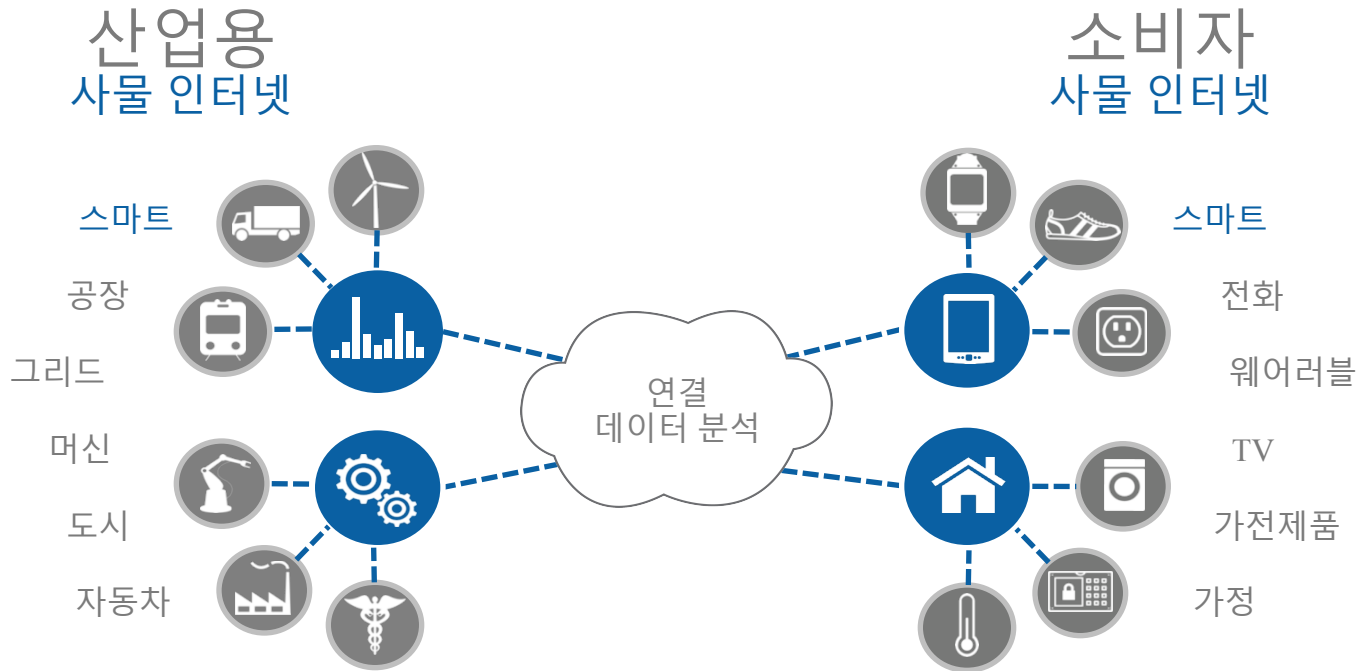 산업용
사물 인터넷
스마트
공장
그리드
머신
도시
자동차
연결
데이터 분석
소비자
사물 인터넷
스마트
전화
웨어러블
TV
가전제품
가정